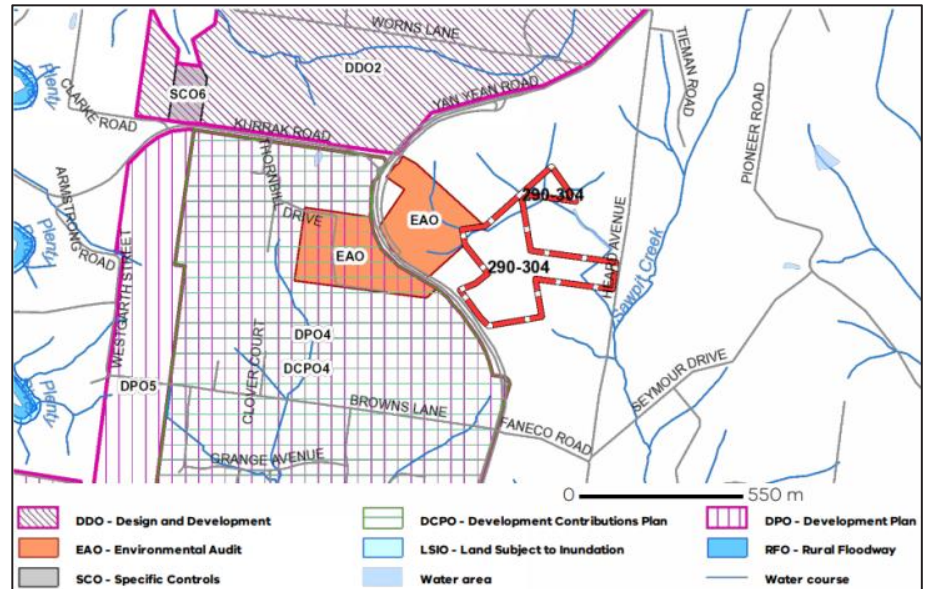 WORNS LANE
TIEMAN ROAD
DDO2
Plenty
SCO6
CLARKE ROAD
YAN YEAN ROAD
PIONEER ROAD
KURRAK ROAD
THORNBILL DRIVE
ARMSTRONG ROAD
290-304
EAO
Plenty
EAO
290-304
HEARD AVENUE
Sawpit Creek
WESTGARTH STREET
DPO4
DCPO4
CLOVER COURT
DPO5
Plenty
SEYMOUR DRIVE
BROWNS LANE
FANECO ROAD
GRANGE AVENUE
0 550 m
DDO - Design and Development
DCPO - Development Contributions Plan
DPO - Development Plan
EAO - Environmental Audit
LSIO - Land Subject to Inundation
RFO - Rural Floodway
SCO - Specific Controls
Water area
Water course